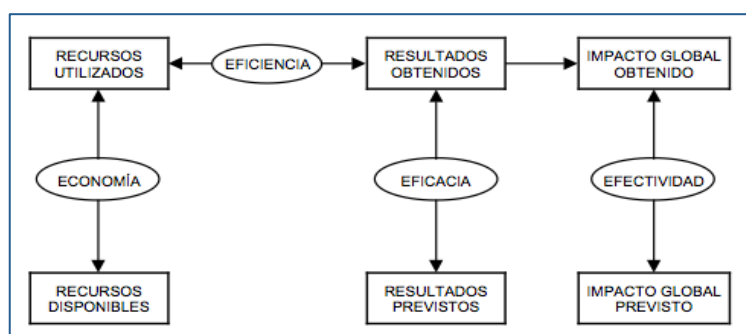 RECURSOS
UTILIZADOS
EFICIENCIA
RESULTADOS
OBTENIDOS
IMPACTO GLOBAL
OBTENIDO
ECONOMÍA
EFICACIA
EFECTIVIDAD
RECURSOS
DISPONIBLES
RESULTADOS
PREVISTOS
IMPACTO GLOBAL
PREVISTO